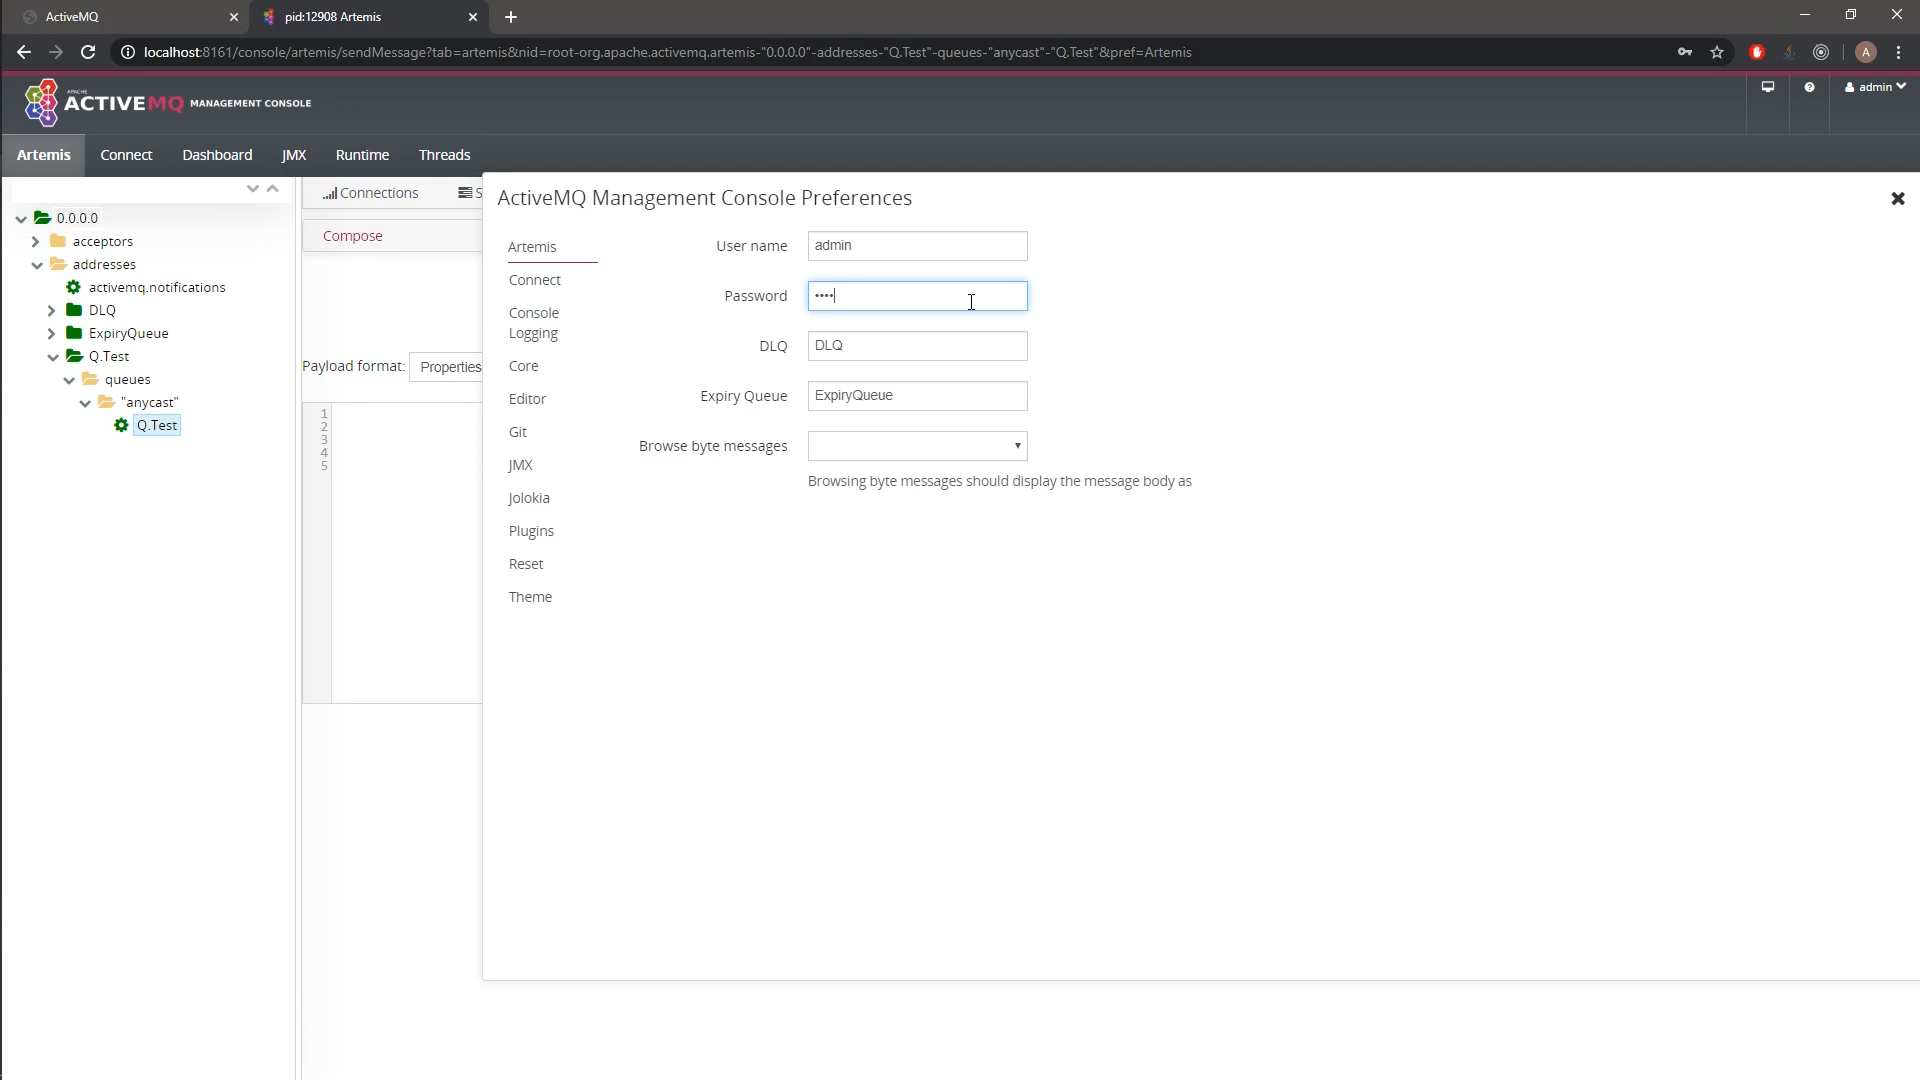 ActiveMQ
pid:12908 Artemis
localhost:8161/console/artemis/sendMessage?tab=artemis&nid=root-org.apache.activemq.artemis-"0.0.0.0"-addresses-"Q.Test"-queues-"anycast"-"Q.Test"&pref=Artemis
A
APACHE
ACTIVEMQ MANAGEMENT CONSOLE
admin
Artemis Connect Dashboard JMX Runtime Threads
0.0.0.0
acceptors
addresses
activemq.notifications
DLQ
ExpiryQueue
Q.Test
queues
"anycast"
Q.Test
Connections
S
Compose
Payload format: Properties
1
2
3
4
5
ActiveMQ Management Console Preferences
Artemis
Connect
Console
Logging
Core
Editor
Git
JMX
Jolokia
Plugins
Reset
Theme
User name admin
Password ••••
DLQ DLQ
Expiry Queue ExpiryQueue
Browse byte messages
Browsing byte messages should display the message body as